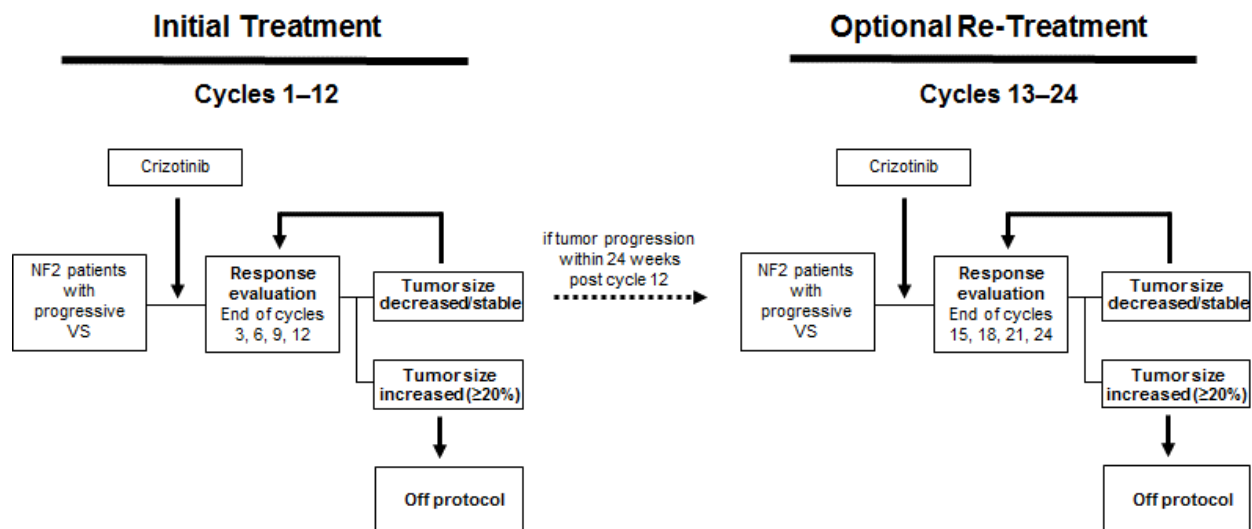 Initial Treatment
Cycles 1–12
Crizotinib
NF2 patients
with
progressive
VS
Response
evaluation
End of cycles
3, 6, 9, 12
Tumor size
decreased/stable
Tumor size
increased (≥20%)
Off protocol
if tumor progression
within 24 weeks
post cycle 12
Optional Re-Treatment
Cycles 13–24
Crizotinib
NF2 patients
with
progressive
VS
Response
evaluation
End of cycles
15, 18, 21, 24
Tumor size
decreased/stable
Tumor size
increased (≥20%)
Off protocol